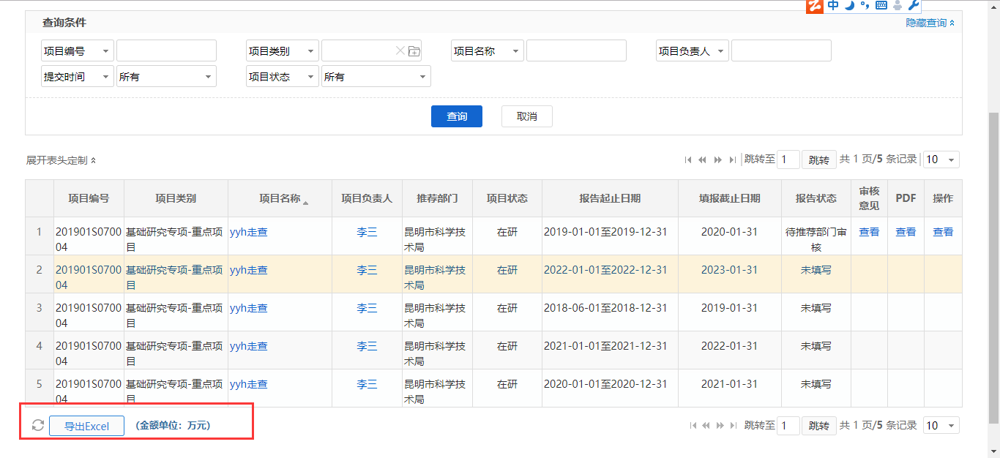 中
查询条件 隐藏查询
项目编号 项目类别 项目名称 项目负责人
提交时间 所有 项目状态 所有
查询 取消
展开表头定制 跳转至 1 跳转 共 1 页/5 条记录 10
项目编号 项目类别 项目名称 项目负责人 推荐部门 项目状态 报告起止日期 填报截止日期 报告状态 审核意见 PDF 操作
1 201901S070004 基础研究专项-重点项目 yyh走查 李三 昆明市科学技术局 在研 2019-01-01至2019-12-31 2020-01-31 待推荐部门审核 查看 查看 查看
2 201901S070004 基础研究专项-重点项目 yyh走查 李三 昆明市科学技术局 在研 2022-01-01至2022-12-31 2023-01-31 未填写
3 201901S070004 基础研究专项-重点项目 yyh走查 李三 昆明市科学技术局 在研 2018-06-01至2018-12-31 2019-01-31 未填写
4 201901S070004 基础研究专项-重点项目 yyh走查 李三 昆明市科学技术局 在研 2021-01-01至2021-12-31 2022-01-31 未填写
5 201901S070004 基础研究专项-重点项目 yyh走查 李三 昆明市科学技术局 在研 2020-01-01至2020-12-31 2021-01-31 未填写
导出Excel (金额单位：万元) 跳转至 1 跳转 共 1 页/5 条记录 10